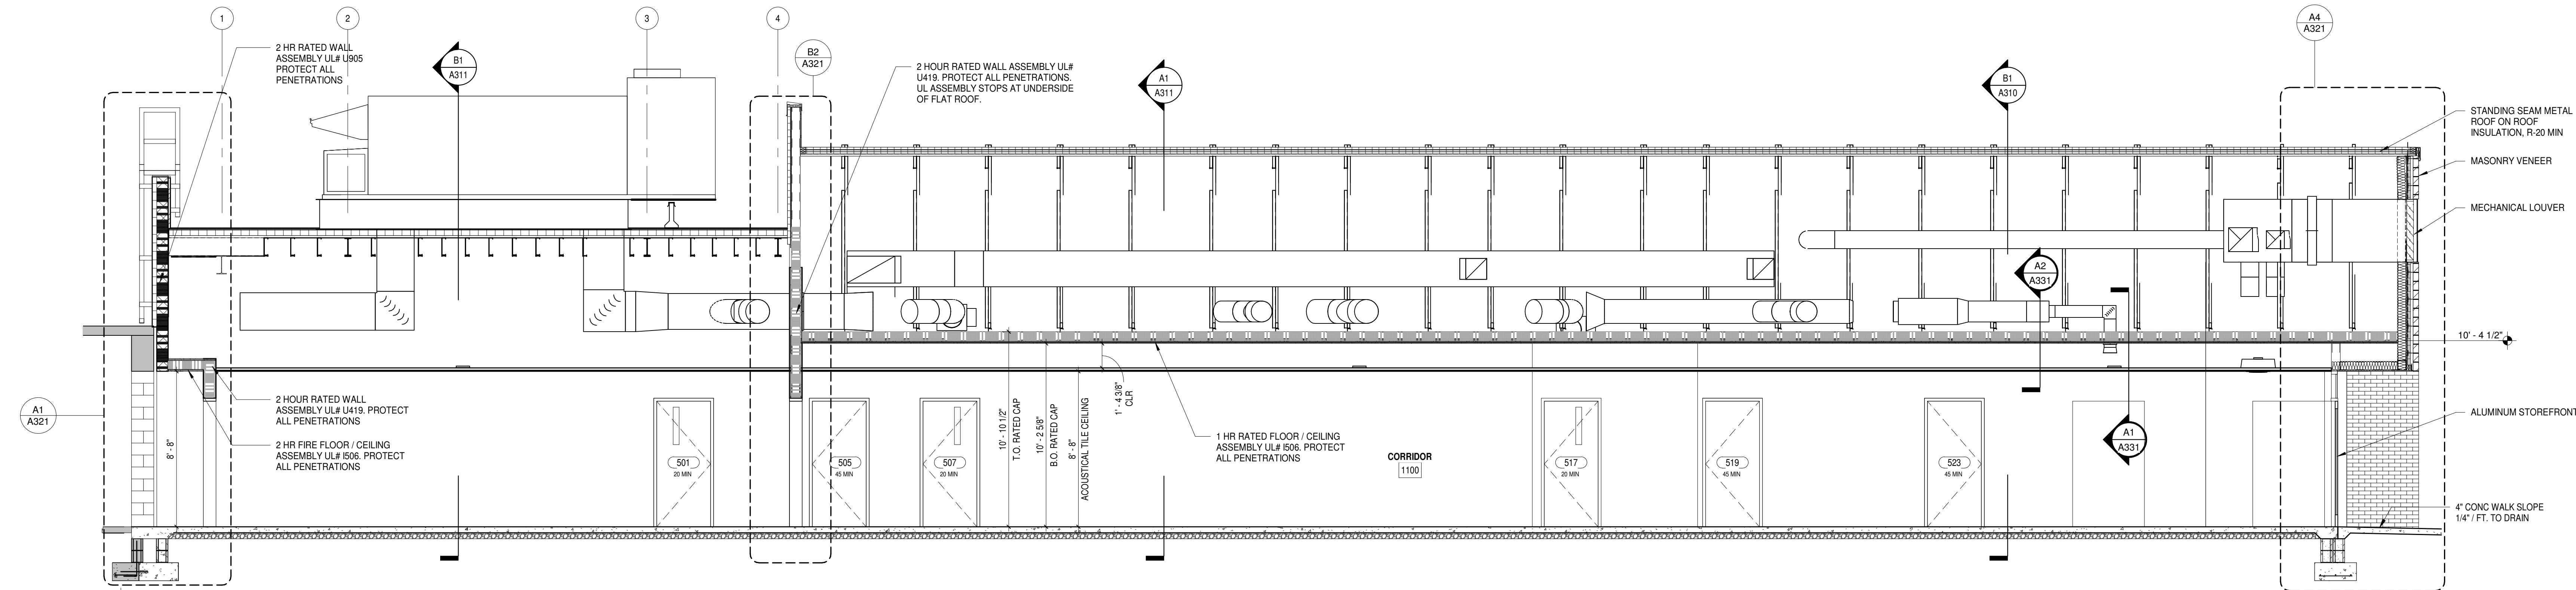 1
2
3
4
B2
A321
A4
A321
2 HR RATED WALL
ASSEMBLY UL# U905
PROTECT ALL
PENETRATIONS
B1
A311
2 HOUR RATED WALL ASSEMBLY UL#
U419. PROTECT ALL PENETRATIONS.
UL ASSEMBLY STOPS AT UNDERSIDE
OF FLAT ROOF.
A1
A311
B1
A310
STANDING SEAM METAL
ROOF ON ROOF
INSULATION, R-20 MIN
MASONRY VENEER
MECHANICAL LOUVER
A2
A331
10' - 4 1/2"
A1
A321
8' - 8"
2 HOUR RATED WALL
ASSEMBLY UL# U419. PROTECT
ALL PENETRATIONS
2 HR FIRE FLOOR / CEILING
ASSEMBLY UL# I506. PROTECT
ALL PENETRATIONS
501
20 MIN
505
45 MIN
507
20 MIN
10' - 10 1/2"
T.O. RATED CAP
10' - 2 5/8"
B.O. RATED CAP
8' - 8"
ACOUSTICAL TILE CEILING
1' - 4 3/8"
CLR
1 HR RATED FLOOR / CEILING
ASSEMBLY UL# I506. PROTECT
ALL PENETRATIONS
CORRIDOR
1100
517
20 MIN
519
45 MIN
523
45 MIN
A1
A331
ALUMINUM STOREFRONT
4" CONC WALK SLOPE
1/4" / FT. TO DRAIN